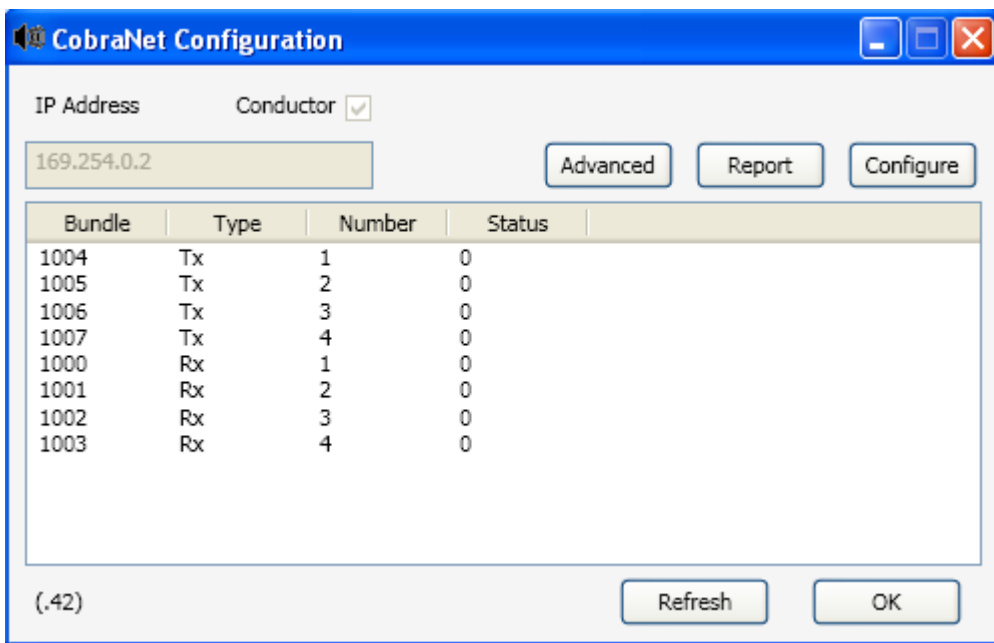 CobraNet Configuration
IP Address Conductor
169.254.0.2 Advanced Report Configure
Bundle Type Number Status
1004 Tx 1 0
1005 Tx 2 0
1006 Tx 3 0
1007 Tx 4 0
1000 Rx 1 0
1001 Rx 2 0
1002 Rx 3 0
1003 Rx 4 0
(.42) Refresh OK